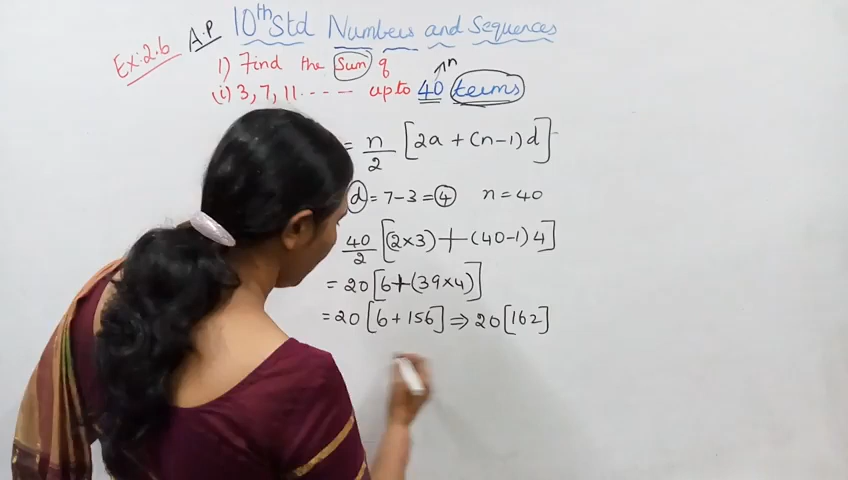 10th Std Numbers and Sequences
Ex:2.6 A.P
1) Find the Sum of
n
(i) 3, 7, 11 ----- upto 40 terms
= n/2 [2a + (n-1)d]
d = 7-3 = 4 n = 40
40/2 [(2×3) + (40-1)4]
= 20 [6+(39×4)]
= 20 [6 + 156] ⇒ 20 [162]